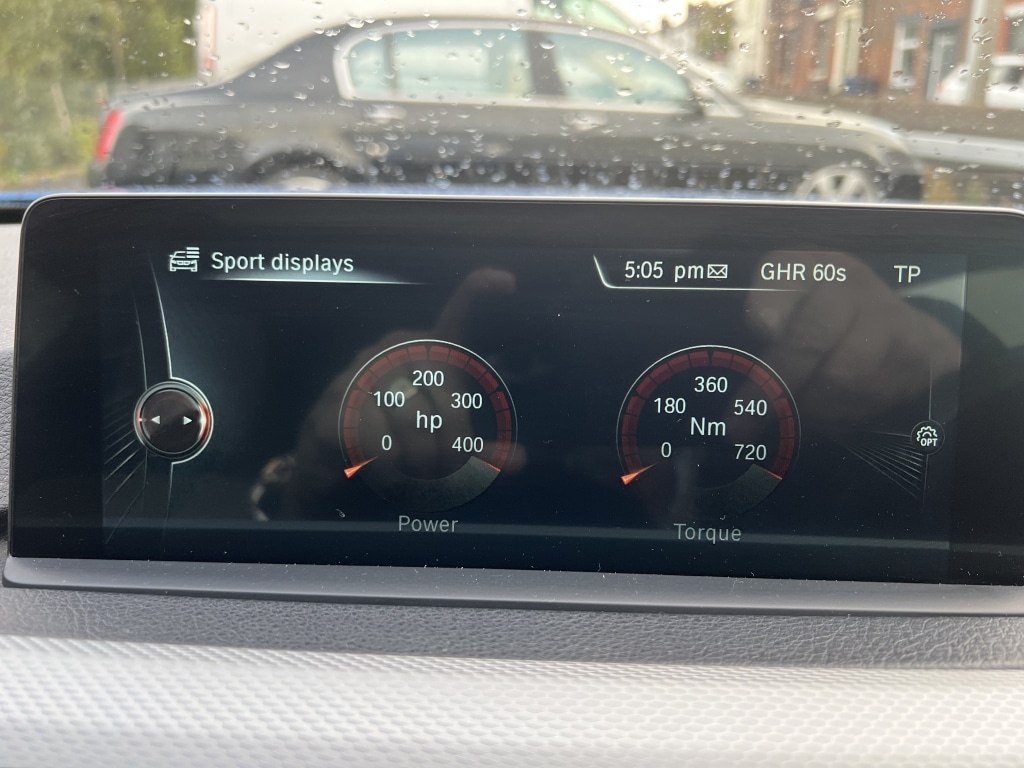 Sport displays
5:05 pm GHR 60s TP
200
100 300
hp
0 400
Power
360
180 540
Nm
0 720
Torque
OPT